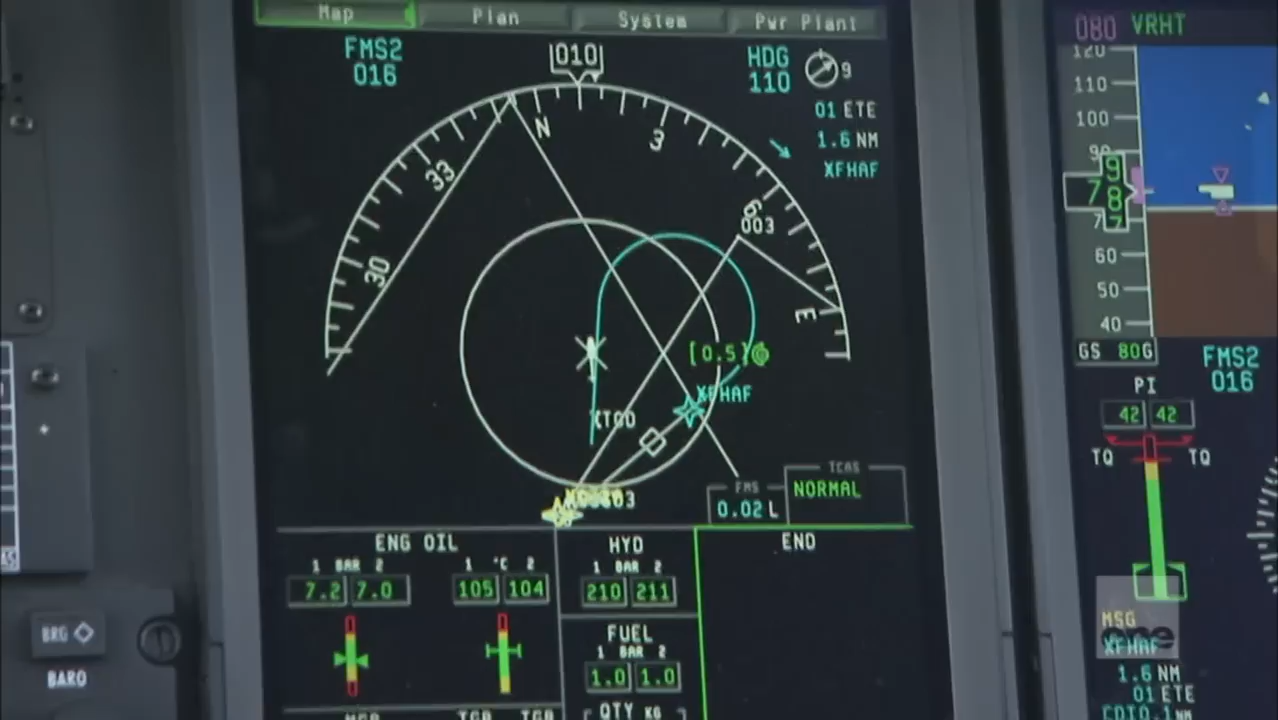 Map Plan System Pwr Plant
080 VRHT
FMS2
016
010
HDG
110
9
01 ETE
1.6 NM
XFHAF
N
3
33
6
003
30
E
[0.5]
XFHAF
FMS
0.02 L
TCAS
NORMAL
ENG OIL
1 BAR 2
7.2 7.0
1 °C 2
105 104
HYD
1 BAR 2
210 211
FUEL
1 BAR 2
1.0 1.0
QTY KG
END
120
110
100
90
7 8
60
50
40
GS 80G
FMS2
016
PI
42 42
TQ TQ
MSG
one
XFHAF
1.6 NM
01 ETE
BRG
BARO